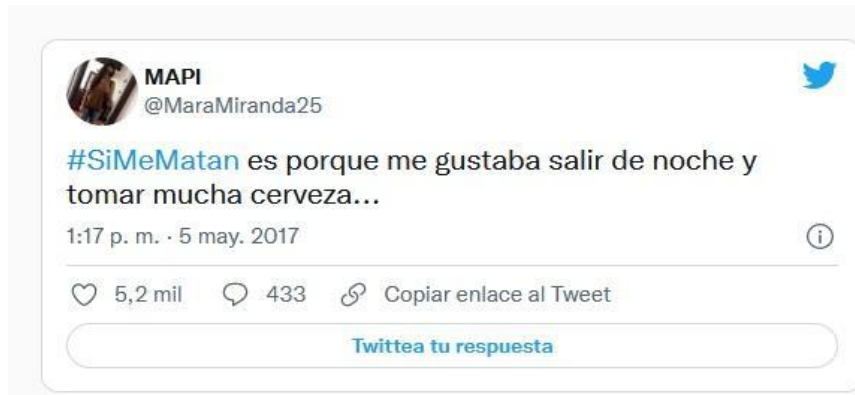 MAPI
@MaraMiranda25
#SiMeMatan es porque me gustaba salir de noche y
tomar mucha cerveza...
1:17 p. m. · 5 may. 2017
5,2 mil 433 Copiar enlace al Tweet
Twittea tu respuesta